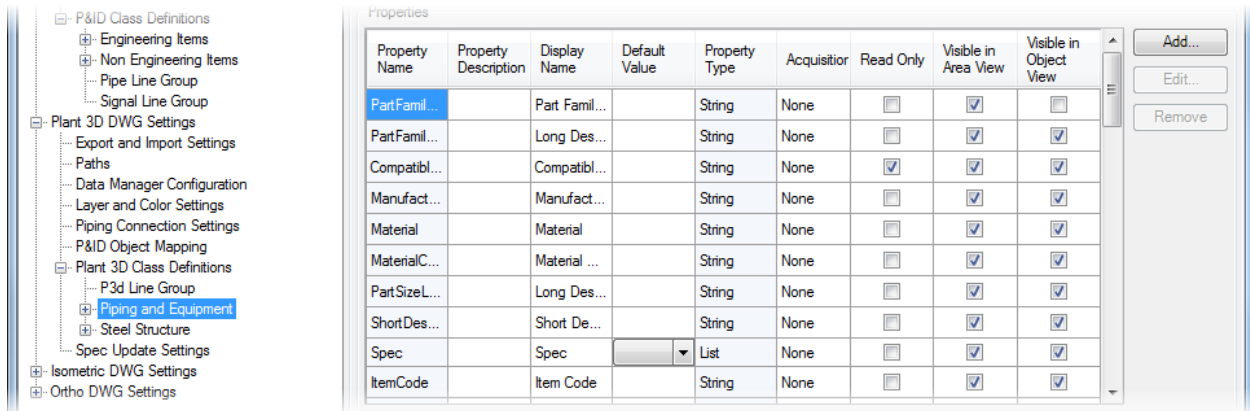 P&ID Class Definitions
Engineering Items
Non Engineering Items
Pipe Line Group
Signal Line Group
Plant 3D DWG Settings
Export and Import Settings
Paths
Data Manager Configuration
Layer and Color Settings
Piping Connection Settings
P&ID Object Mapping
Plant 3D Class Definitions
P3d Line Group
Piping and Equipment
Steel Structure
Spec Update Settings
Isometric DWG Settings
Ortho DWG Settings
Properties
Property Name Property Description Display Name Default Value Property Type Acquisition Read Only Visible in Area View Visible in Object View
PartFamil... Part Famil... String None
PartFamil... Long Des... String None
Compatibl... Compatibl... String None
Manufact... Manufact... String None
Material Material String None
MaterialC... Material ... String None
PartSizeL... Long Des... String None
ShortDes... Short De... String None
Spec Spec List None
ItemCode Item Code String None
Add...
Edit...
Remove